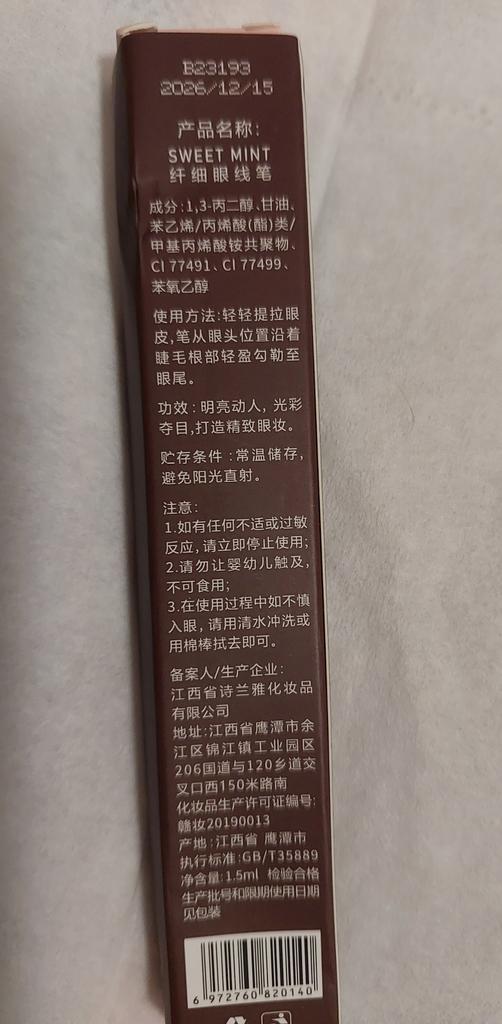 B23193
2026/12/15
产品名称：
SWEET MINT
纤细眼线笔
成分：1,3-丙二醇、甘油、
苯乙烯/丙烯酸(酯)类/
甲基丙烯酸铵共聚物、
CI 77491、CI 77499、
苯氧乙醇
使用方法：轻轻提拉眼
皮，笔从眼头位置沿着
睫毛根部轻盈勾勒至
眼尾。
功效：明亮动人，光彩
夺目，打造精致眼妆。
贮存条件：常温储存，
避免阳光直射。
注意：
1.如有任何不适或过敏
反应，请立即停止使用；
2.请勿让婴幼儿触及，
不可食用；
3.在使用过程中如不慎
入眼，请用清水冲洗或
用棉棒拭去即可。
备案人/生产企业：
江西省诗兰雅化妆品
有限公司
地址：江西省鹰潭市余
江区锦江镇工业园区
206国道与120乡道交
叉口西150米路南
化妆品生产许可证编号：
赣妆20190013
产地：江西省 鹰潭市
执行标准：GB/T35889
净含量：1.5ml 检验合格
生产批号和限期使用日期
见包装
6 972760 820140